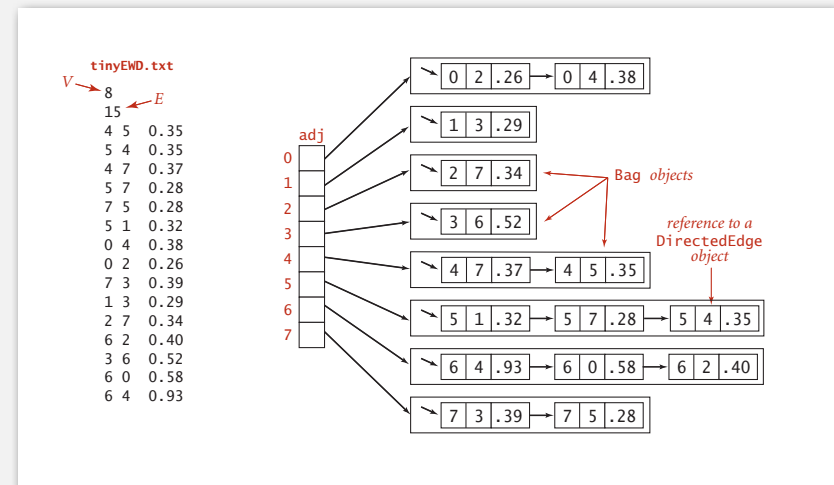 tinyEWD.txt
V
8
E
15
4 5 0.35
5 4 0.35
4 7 0.37
5 7 0.28
7 5 0.28
5 1 0.32
0 4 0.38
0 2 0.26
7 3 0.39
1 3 0.29
2 7 0.34
6 2 0.40
3 6 0.52
6 0 0.58
6 4 0.93
adj
0
1
2
3
4
5
6
7
0 2 .26 0 4 .38
1 3 .29
2 7 .34
3 6 .52
4 7 .37 4 5 .35
5 1 .32 5 7 .28 5 4 .35
6 4 .93 6 0 .58 6 2 .40
7 3 .39 7 5 .28
Bag objects
reference to a
DirectedEdge
object